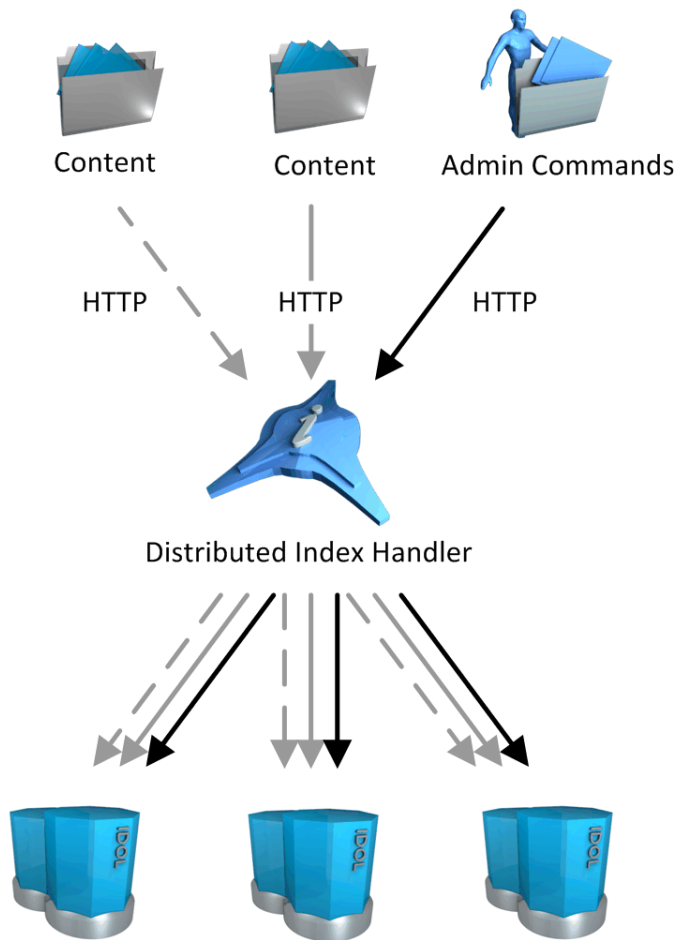 Content
Content
Admin Commands
HTTP
HTTP
HTTP
i
Distributed Index Handler
IDOL
IDOL
IDOL